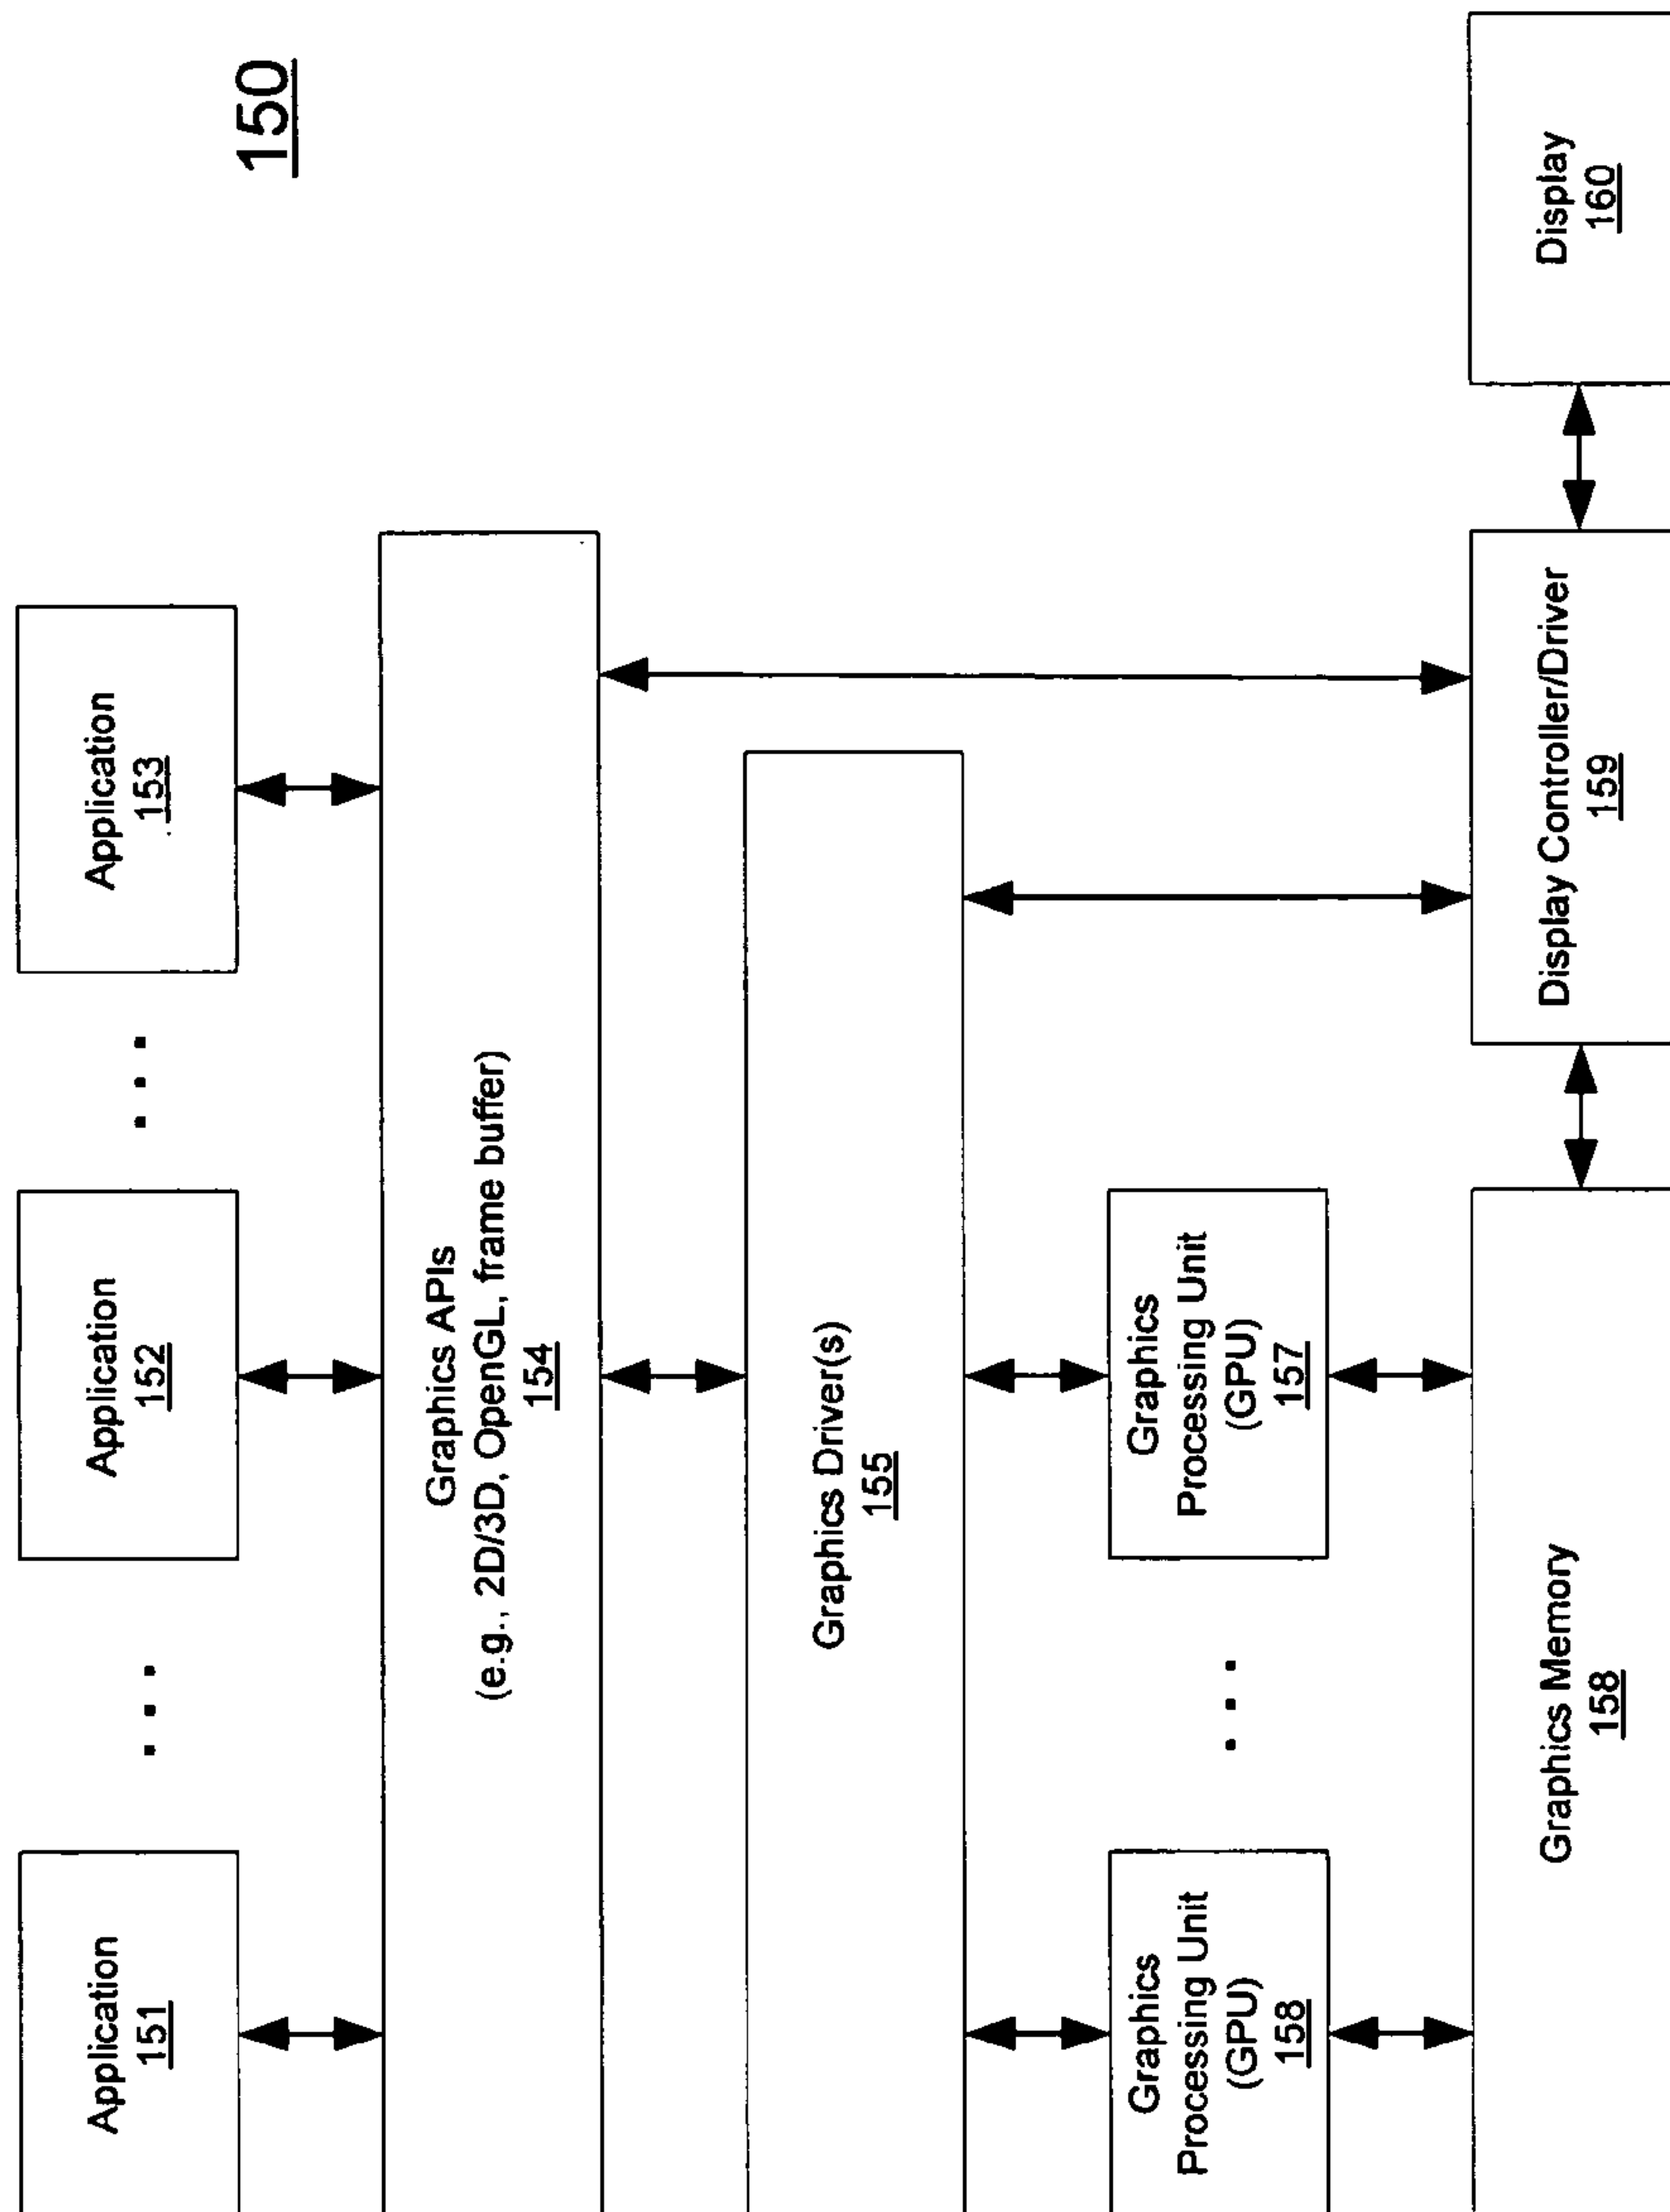 Application
151
Application
152
Application
153
150
Graphics APIs
(e.g., 2D/3D, OpenGL, frame buffer)
154
Graphics Driver(s)
155
Graphics
Processing Unit
(GPU)
158
Graphics
Processing Unit
(GPU)
157
Graphics Memory
158
Display Controller/Driver
159
Display
160